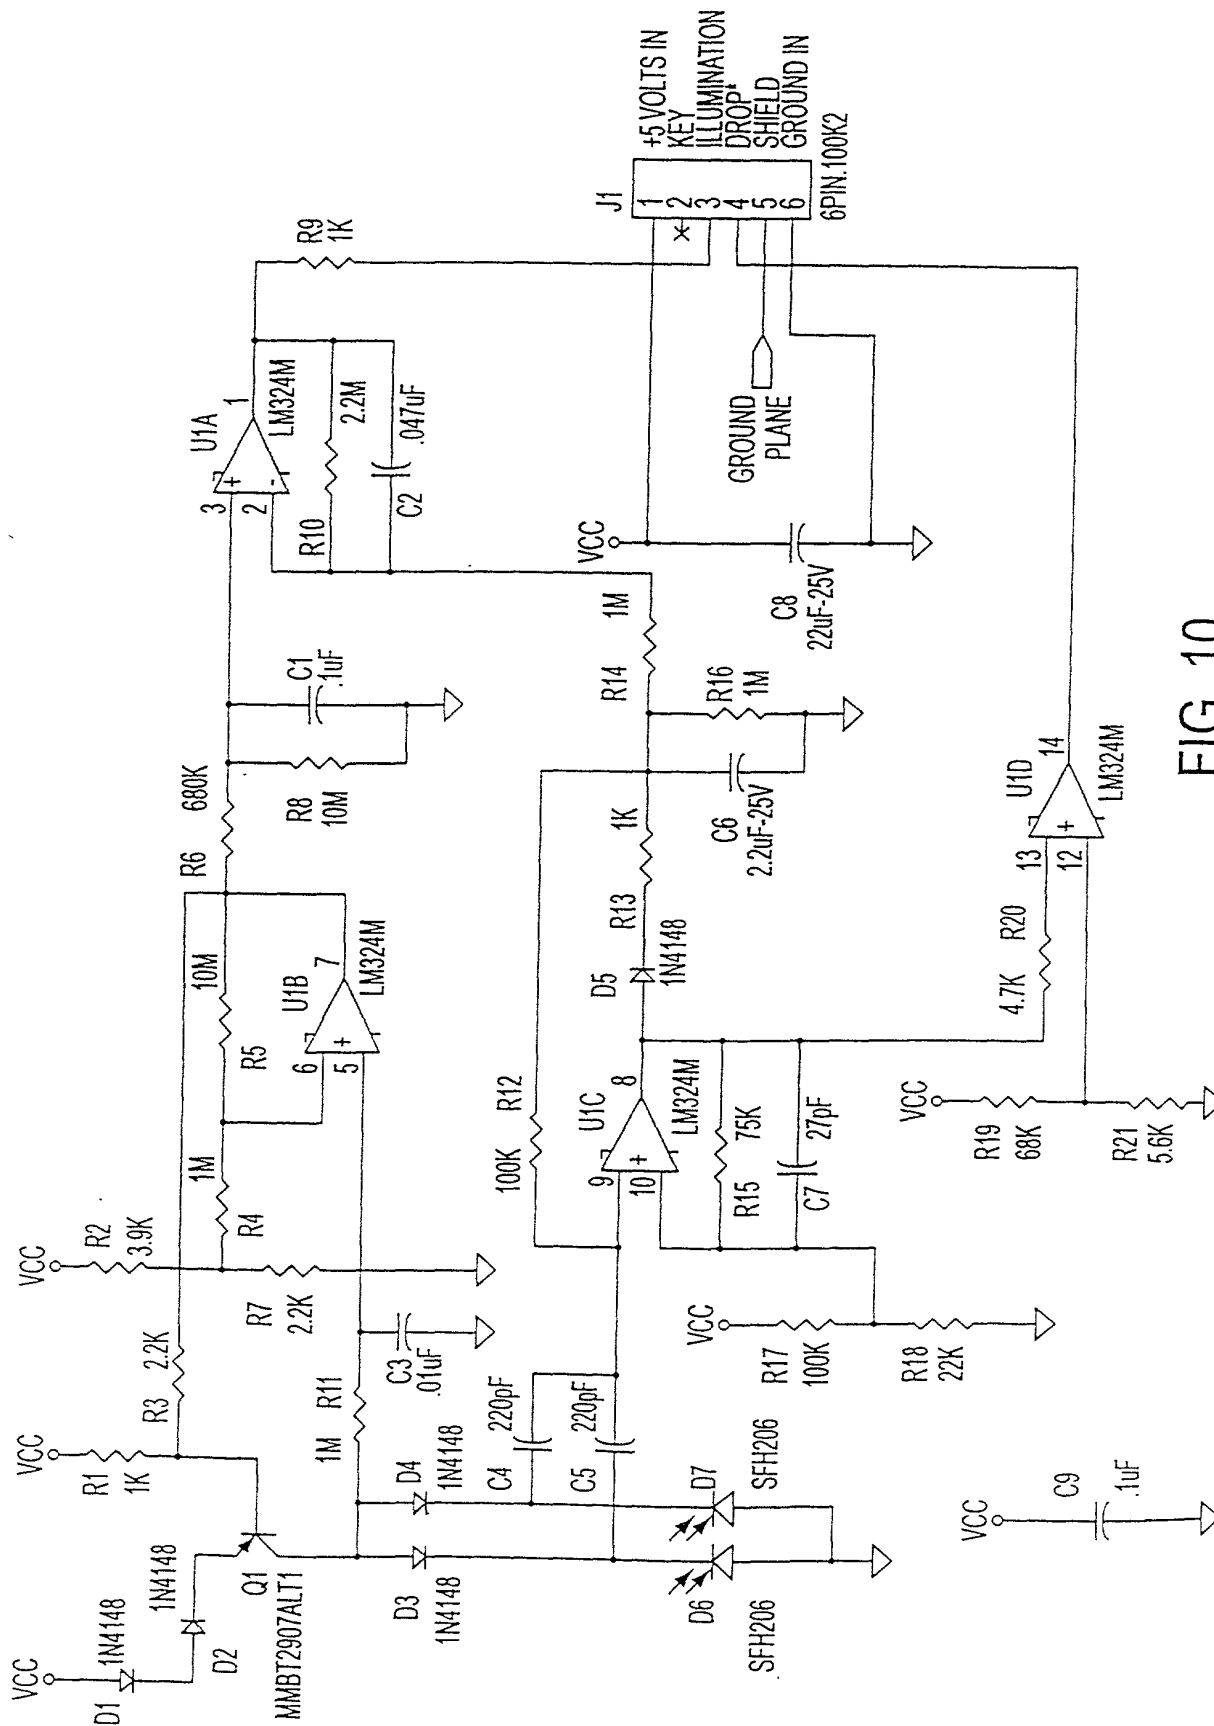 VCC
D1
1N4148
D2
1N4148
Q1
MMBT2907ALT1
VCC
R1
1K
R3
2.2K
VCC
R2
3.9K
R7
2.2K
R4
1M
R5
10M
6
5
+
7
U1B
LM324M
R6
680K
R8
10M
C1
.1uF
3
2
+
-
1
U1A
LM324M
R10
2.2M
C2
.047uF
R9
1K
D3
1N4148
D4
1N4148
1M
R11
C3
.01uF
C4
220pF
C5
220pF
D6
SFH206
D7
SFH206
100K
R12
9
10
+
8
U1C
LM324M
R15
75K
C7
27pF
VCC
R17
100K
R18
22K
D5
1N4148
R13
1K
C6
2.2uF-25V
R16
1M
R14
1M
VCC
C8
22uF-25V
GROUND
PLANE
J1
1
2
3
4
5
6
+5 VOLTS IN
KEY
ILLUMINATION
DROP*
SHIELD
GROUND IN
6PIN.100K2
VCC
R19
68K
R21
5.6K
4.7K
R20
13
12
+
14
U1D
LM324M
VCC
C9
.1uF
FIG. 10